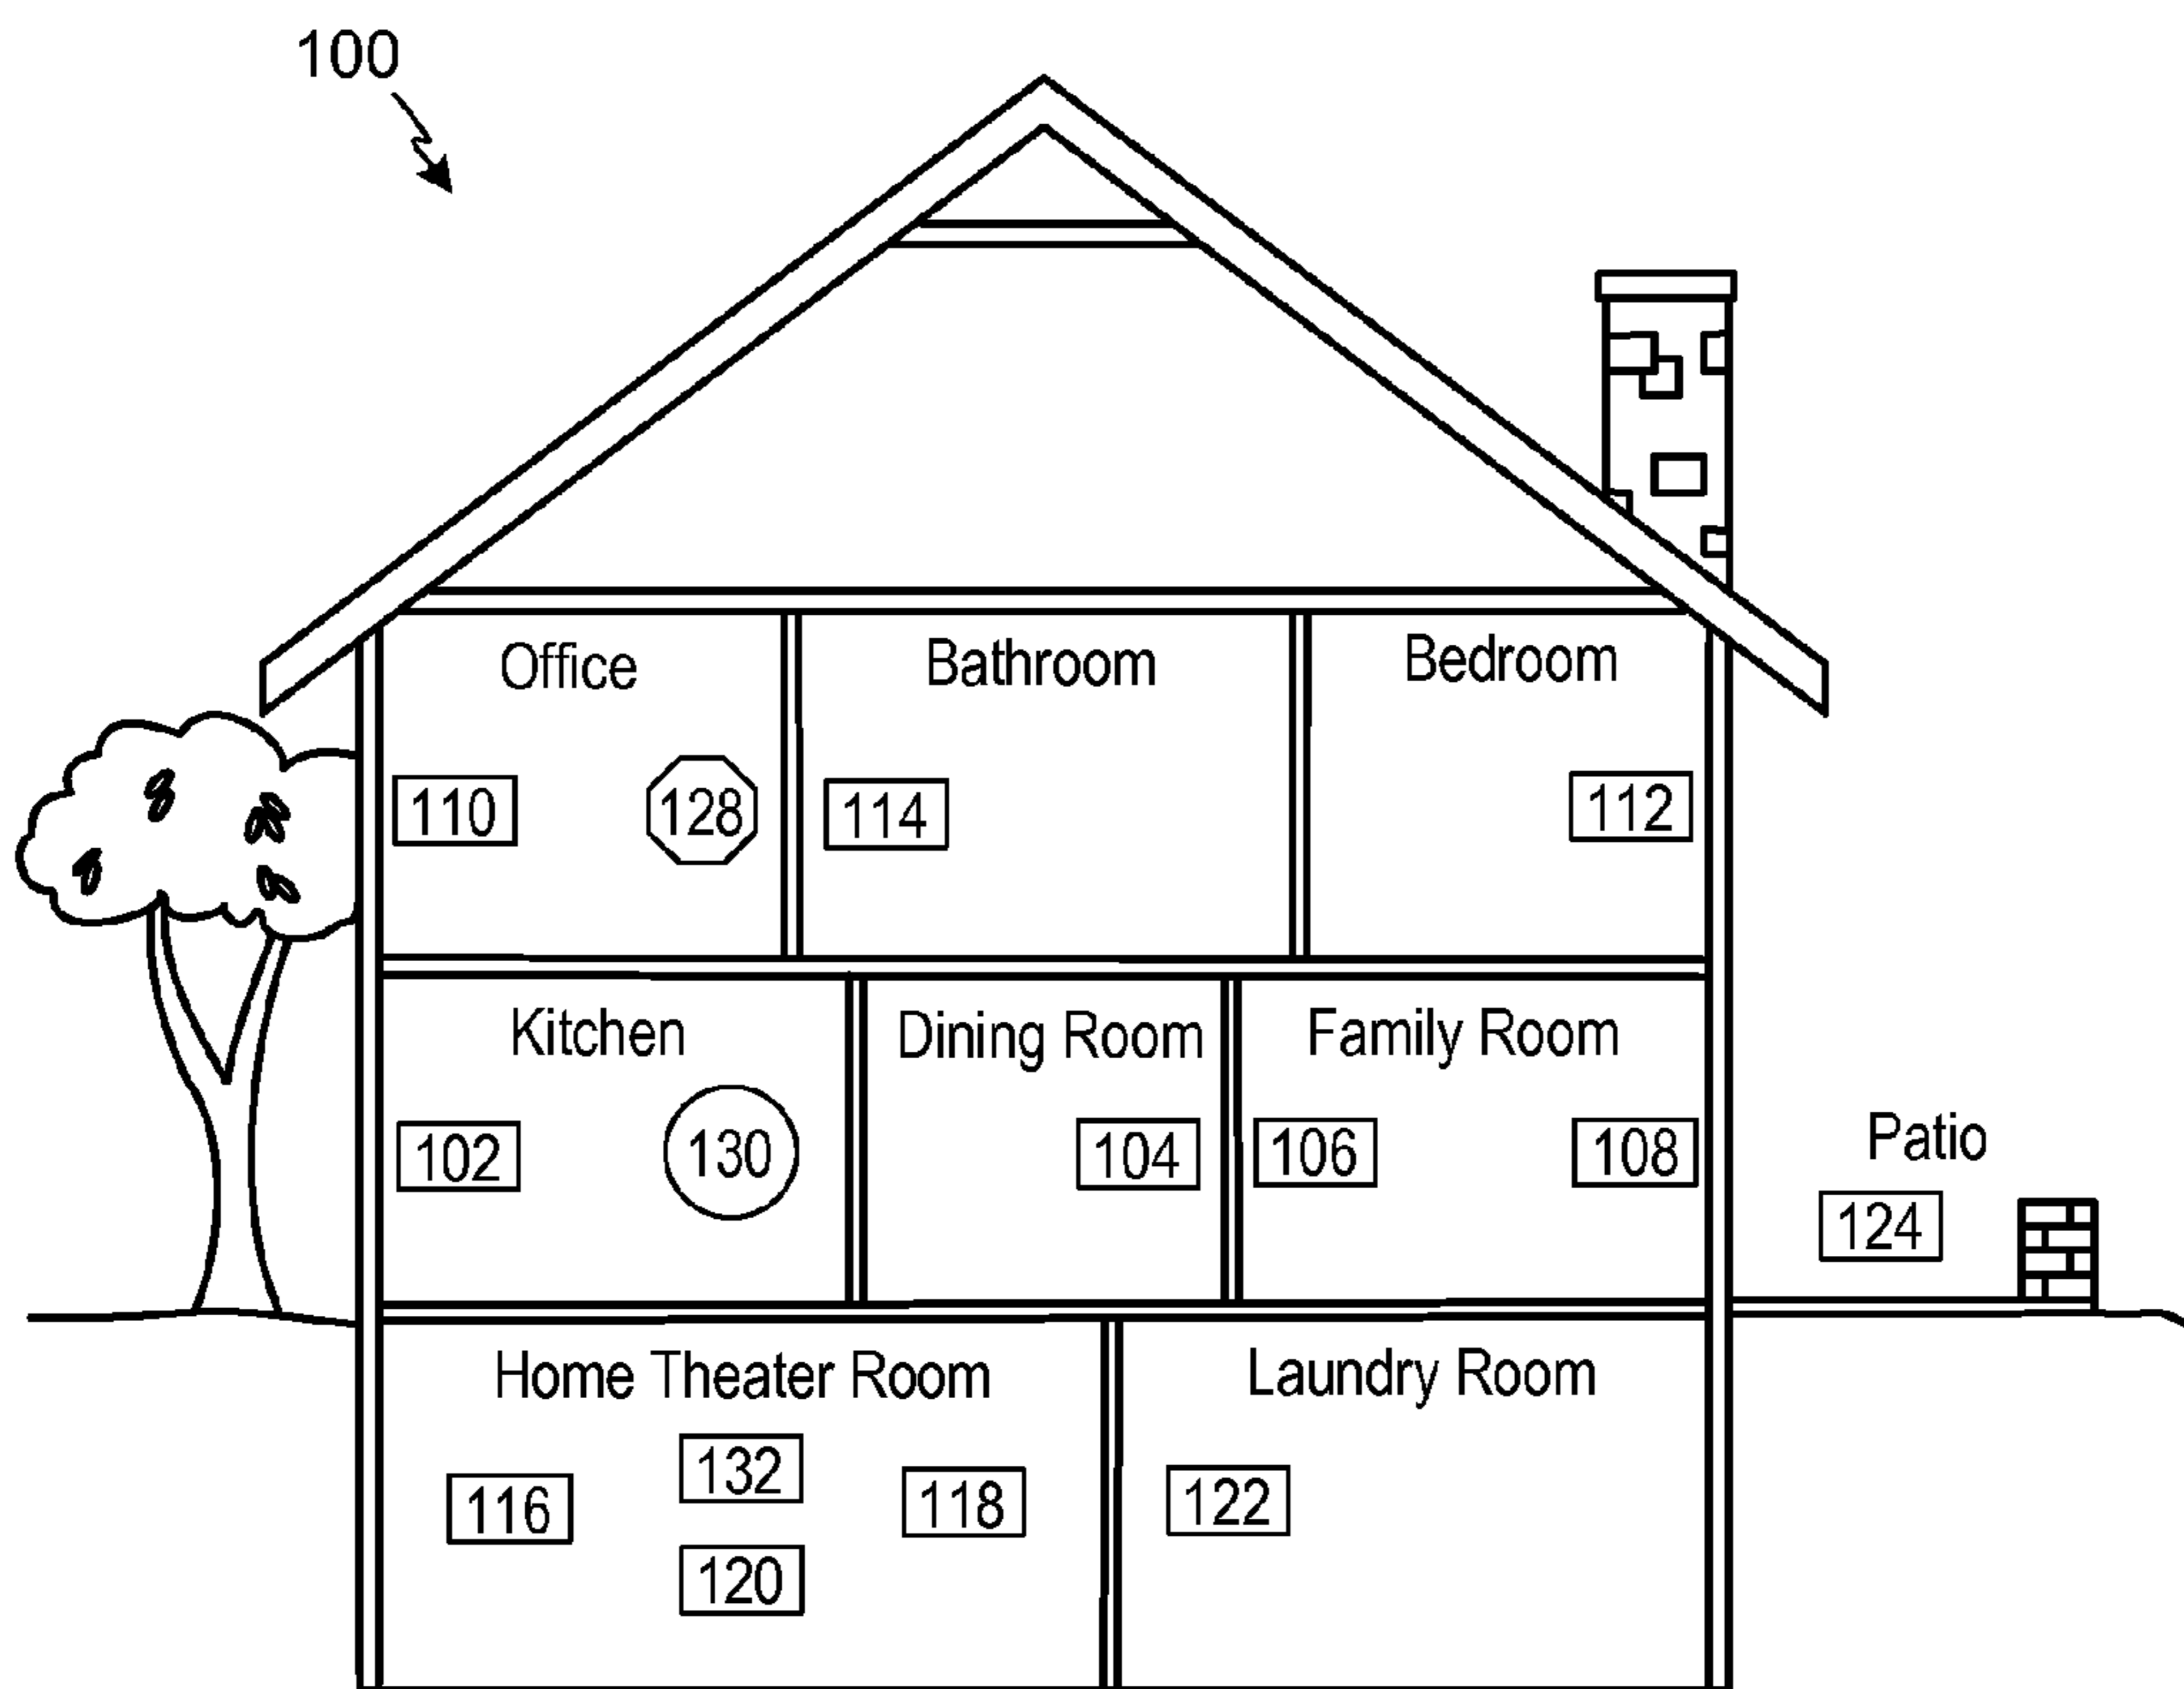 100
Office
Bathroom
Bedroom
110
128
114
112
Kitchen
Dining Room
Family Room
102
130
104
106
108
Patio
124
Home Theater Room
Laundry Room
132
116
118
122
120